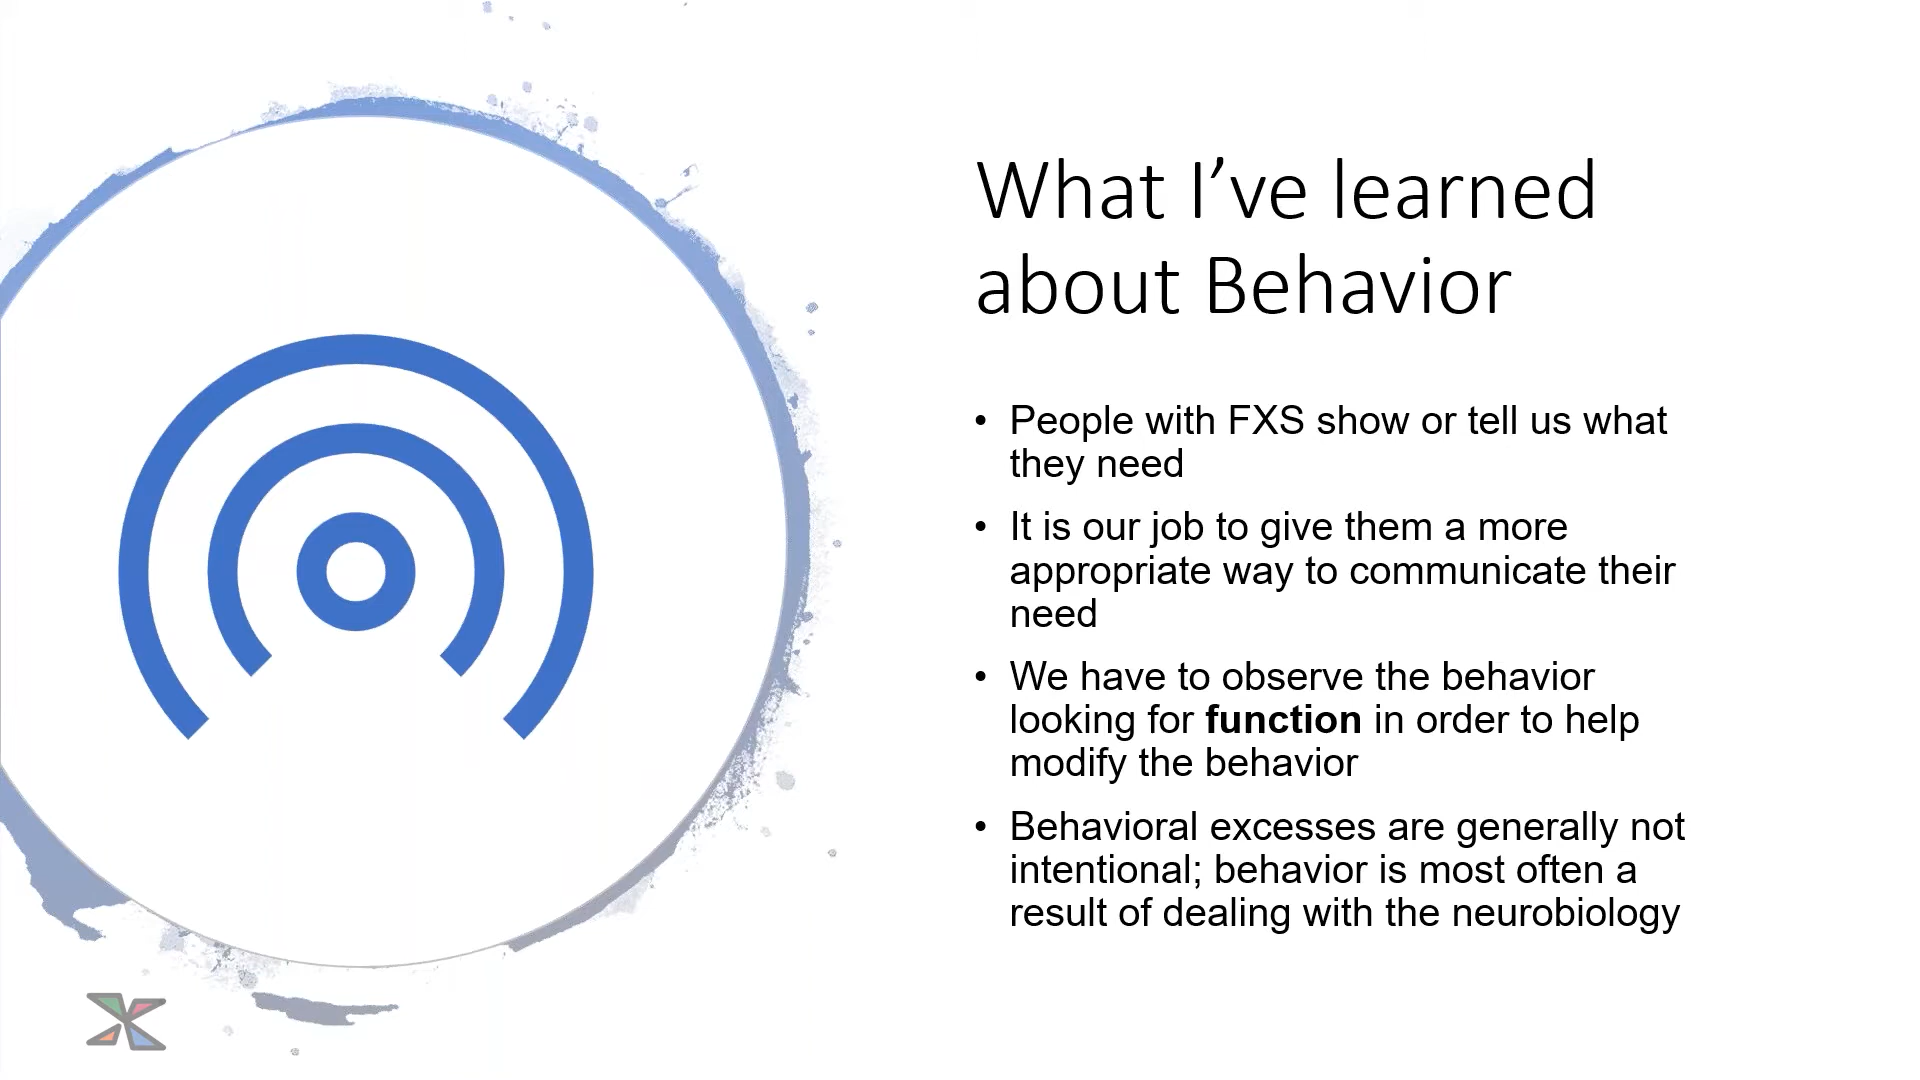 What I’ve learned
about Behavior
• People with FXS show or tell us what
they need
• It is our job to give them a more
appropriate way to communicate their
need
• We have to observe the behavior
looking for function in order to help
modify the behavior
• Behavioral excesses are generally not
intentional; behavior is most often a
result of dealing with the neurobiology